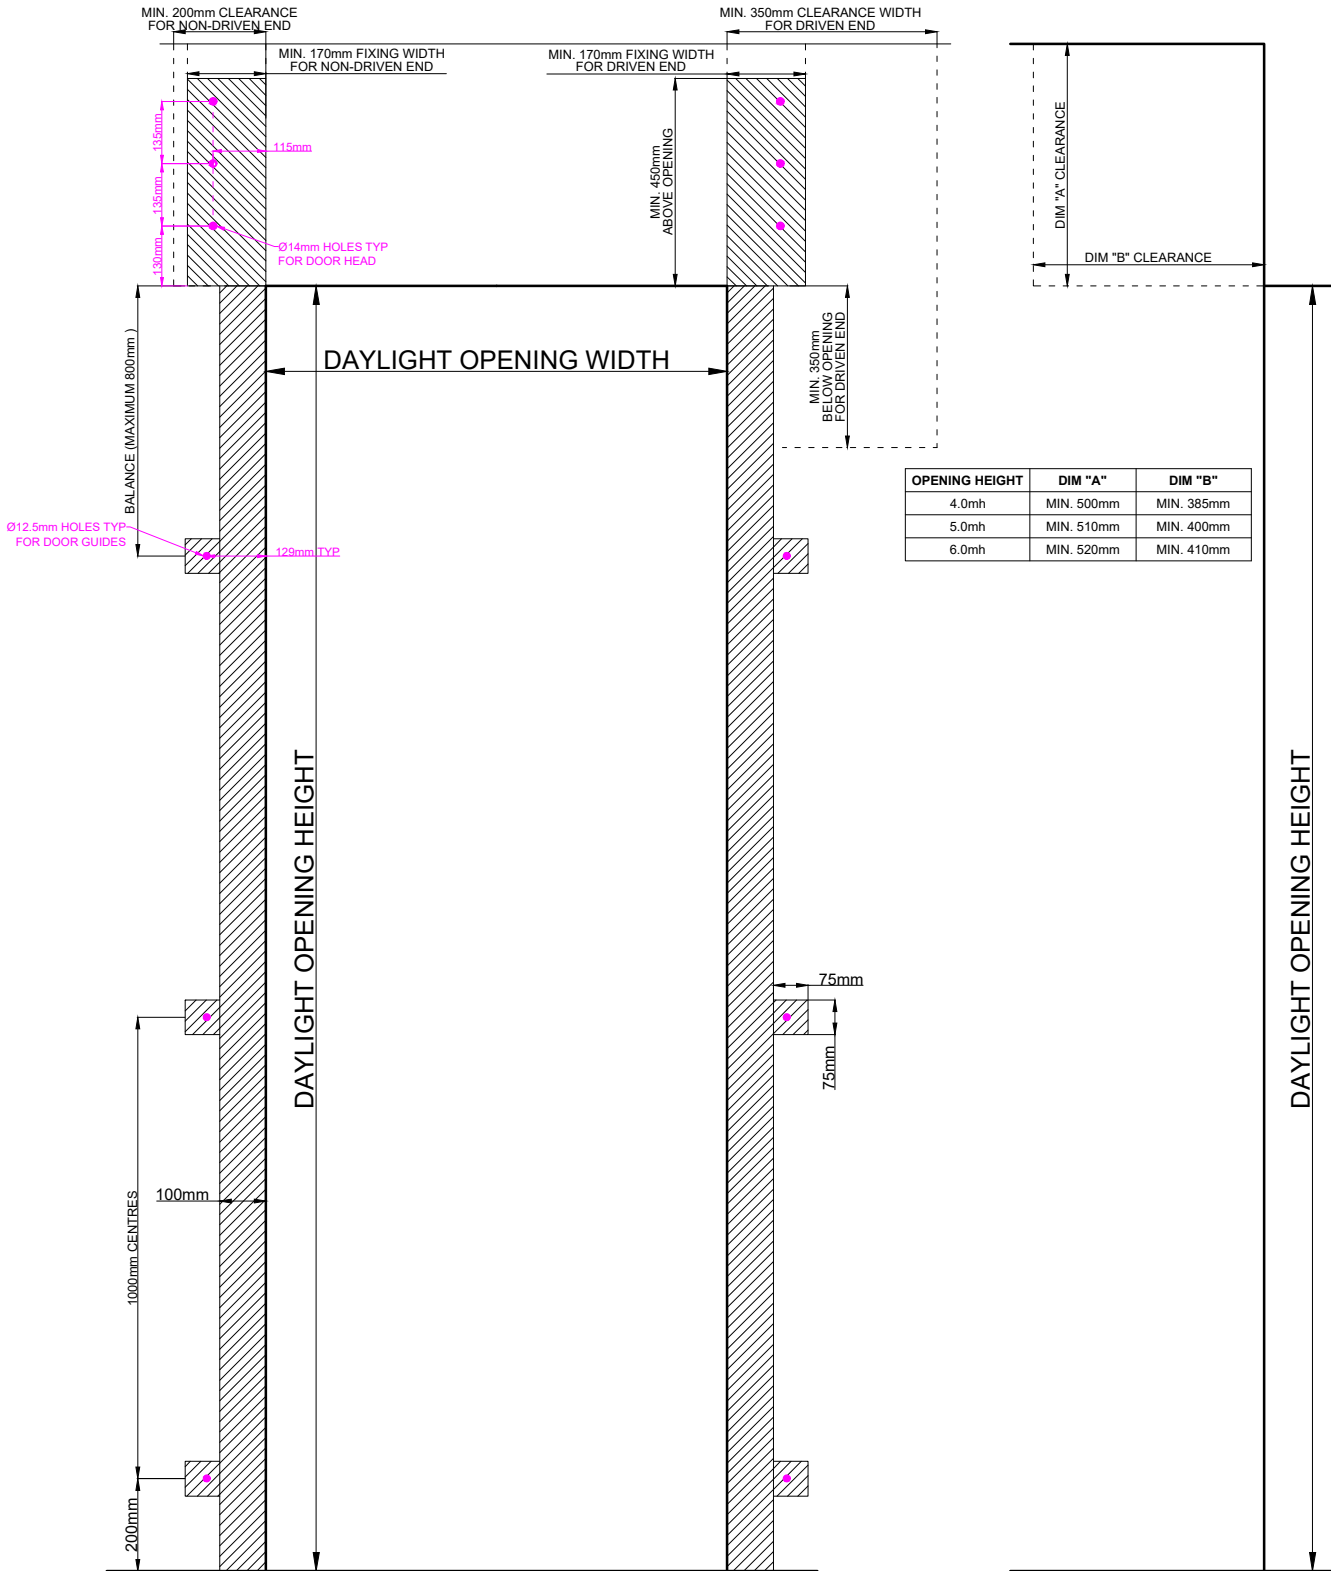 MIN. 200mm CLEARANCE
FOR NON-DRIVEN END
MIN. 350mm CLEARANCE WIDTH
FOR DRIVEN END
MIN. 170mm FIXING WIDTH
FOR NON-DRIVEN END
MIN. 170mm FIXING WIDTH
FOR DRIVEN END
135mm
135mm
130mm
115mm
Ø14mm HOLES TYP
FOR DOOR HEAD
MIN. 450mm
ABOVE OPENING
DIM "A" CLEARANCE
DIM "B" CLEARANCE
BALANCE (MAXIMUM 800mm )
DAYLIGHT OPENING WIDTH
MIN. 350mm
BELOW OPENING
FOR DRIVEN END
OPENING HEIGHT DIM "A" DIM "B"
4.0mh MIN. 500mm MIN. 385mm
5.0mh MIN. 510mm MIN. 400mm
6.0mh MIN. 520mm MIN. 410mm
Ø12.5mm HOLES TYP
FOR DOOR GUIDES
129mm TYP
DAYLIGHT OPENING HEIGHT
DAYLIGHT OPENING HEIGHT
75mm
75mm
100mm
1000mm CENTRES
200mm